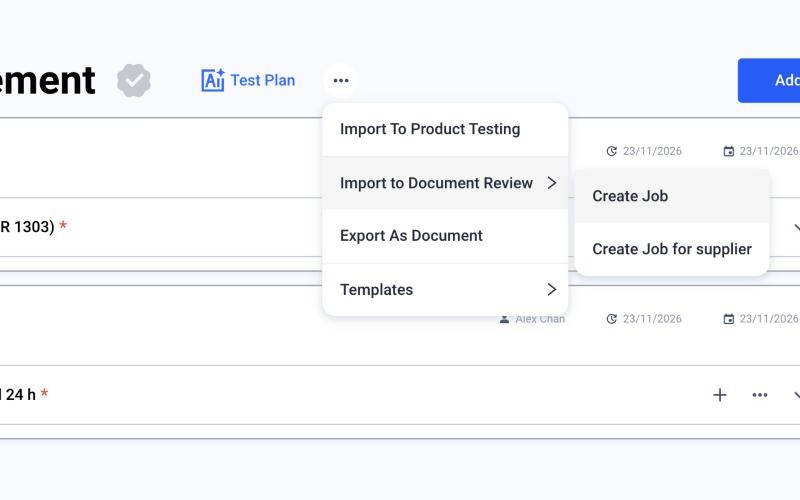 ement
Ai Test Plan
Add
Import To Product Testing
23/11/2026
23/11/2026
Import to Document Review
Create Job
R 1303) *
Export As Document
Create Job for supplier
Templates
Alex Chan
23/11/2026
23/11/2026
l 24 h *